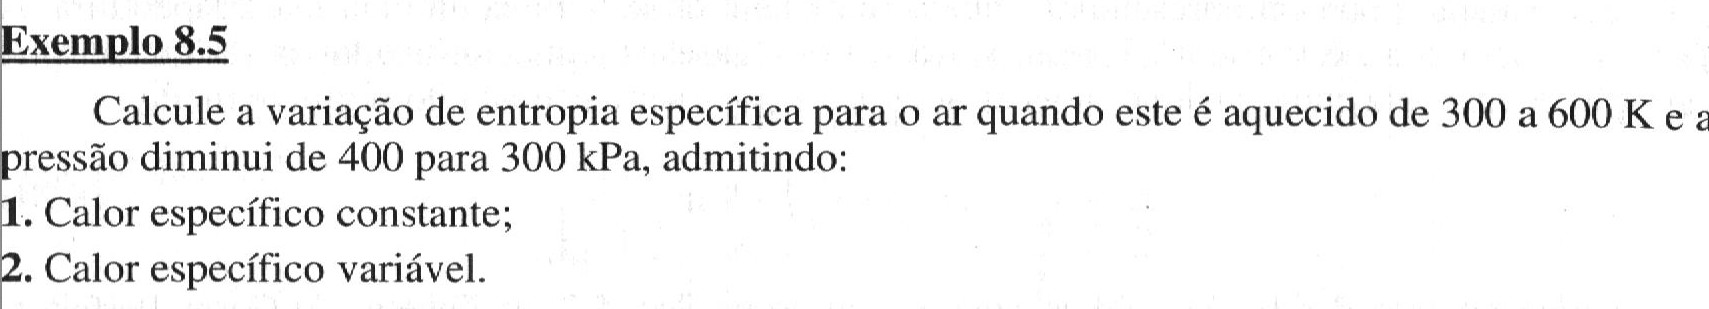 Exemplo 8.5
Calcule a variação de entropia específica para o ar quando este é aquecido de 300 a 600 K e a
pressão diminui de 400 para 300 kPa, admitindo:
1. Calor específico constante;
2. Calor específico variável.